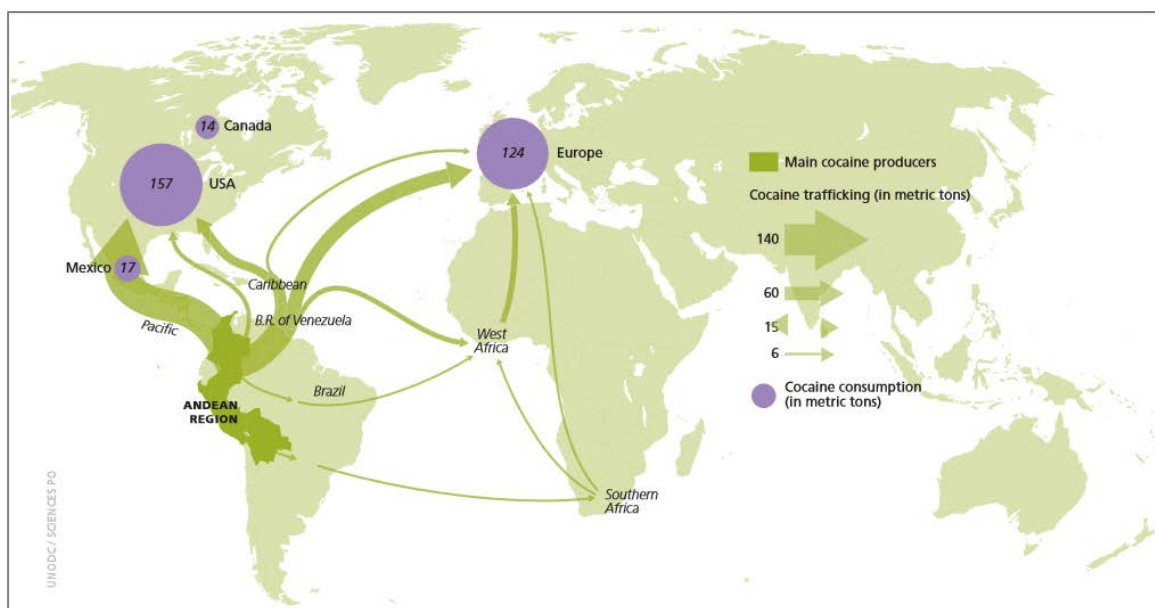 14 Canada
157 USA
124 Europe
Mexico 17
Caribbean
Pacific
B.R. of Venezuela
West
Africa
Brazil
ANDEAN
REGION
Southern
Africa
Main cocaine producers
Cocaine trafficking (in metric tons)
140
60
15
6
Cocaine consumption
(in metric tons)
UNODC / SCIENCES PO